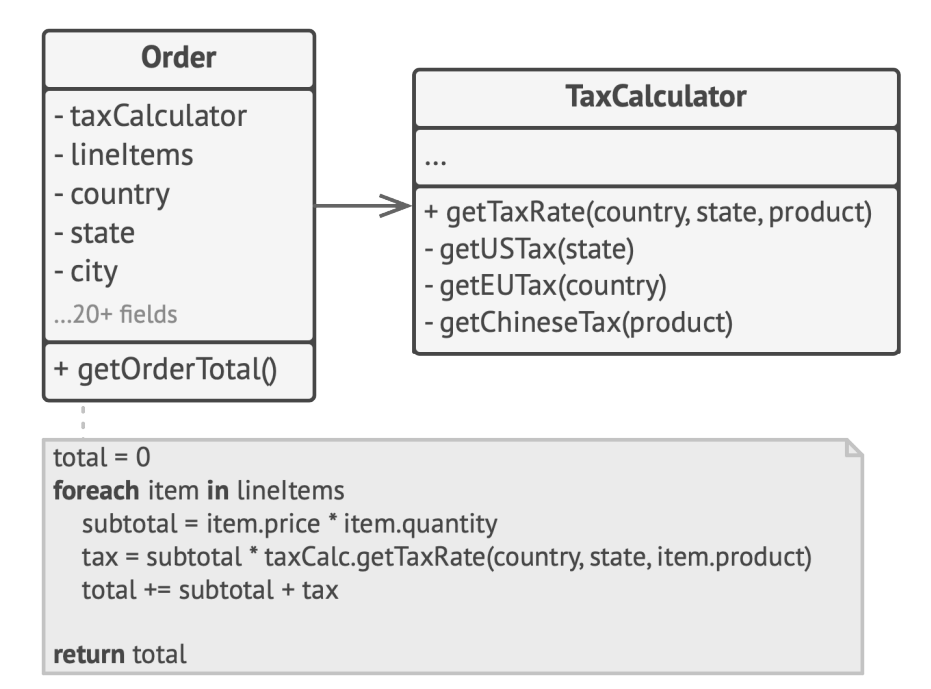 Order
- taxCalculator
- lineItems
- country
- state
- city
...20+ fields
+ getOrderTotal()
TaxCalculator
...
+ getTaxRate(country, state, product)
- getUSTax(state)
- getEUTax(country)
- getChineseTax(product)
total = 0
foreach item in lineItems
subtotal = item.price * item.quantity
tax = subtotal * taxCalc.getTaxRate(country, state, item.product)
total += subtotal + tax
return total